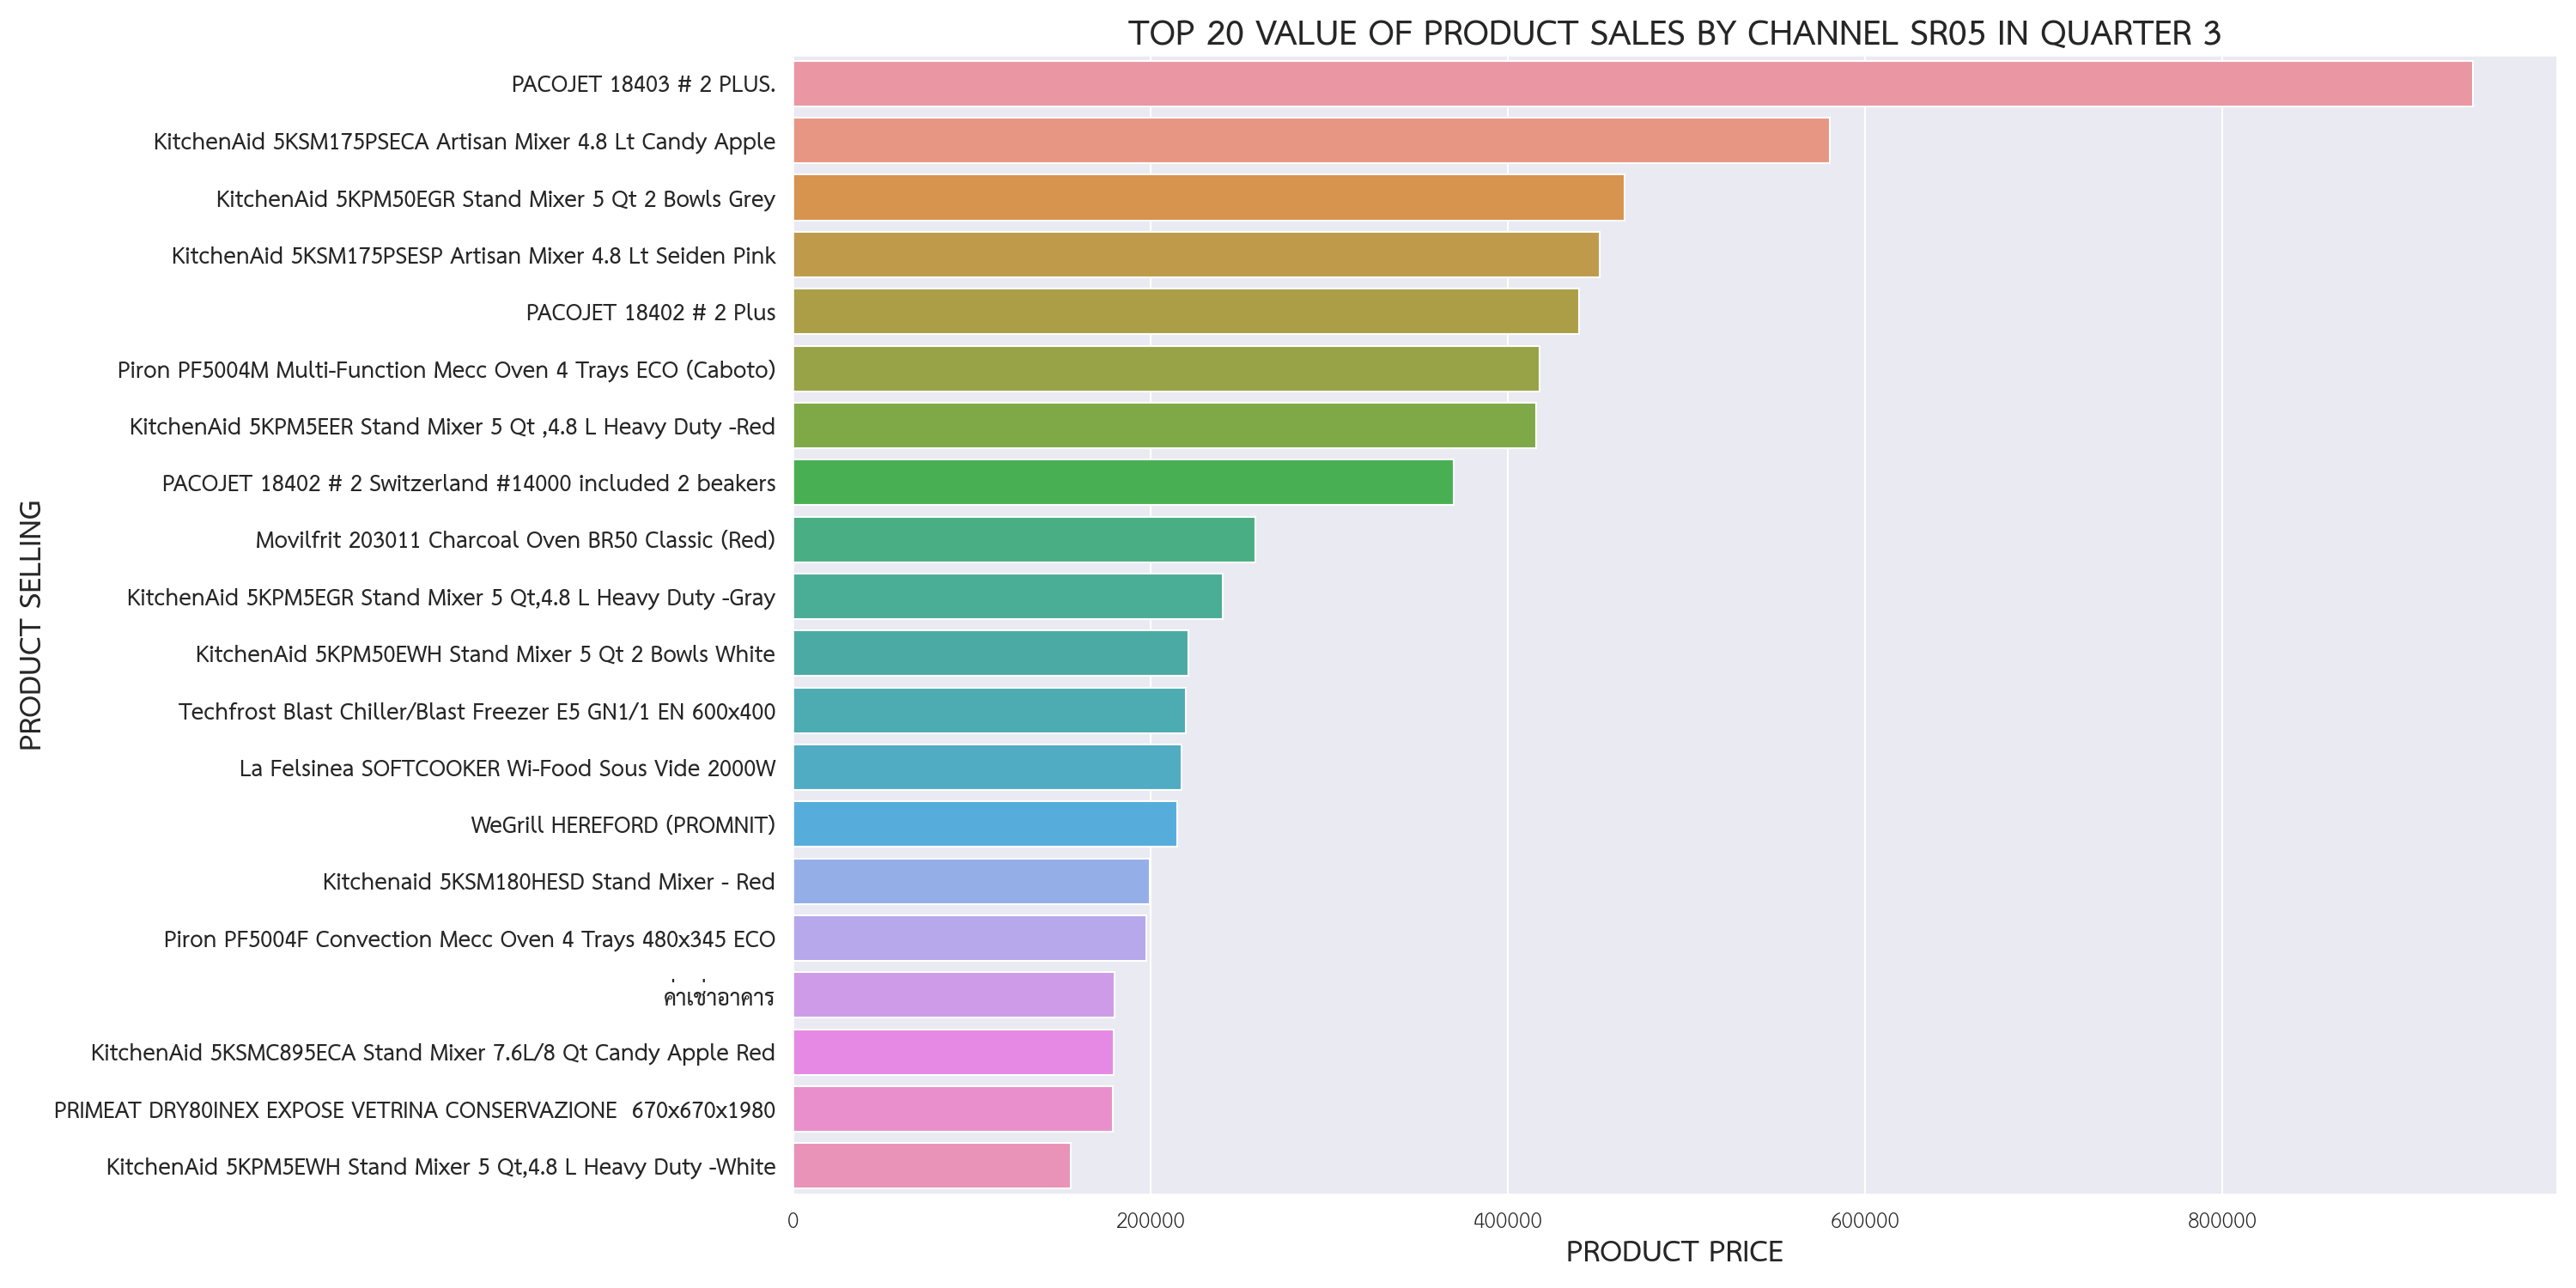 TOP 20 VALUE OF PRODUCT SALES BY CHANNEL SR05 IN QUARTER 3
PRODUCT SELLING
PACOJET 18403 # 2 PLUS.
KitchenAid 5KSM175PSECA Artisan Mixer 4.8 Lt Candy Apple
KitchenAid 5KPM50EGR Stand Mixer 5 Qt 2 Bowls Grey
KitchenAid 5KSM175PSESP Artisan Mixer 4.8 Lt Seiden Pink
PACOJET 18402 # 2 Plus
Piron PF5004M Multi-Function Mecc Oven 4 Trays ECO (Caboto)
KitchenAid 5KPM5EER Stand Mixer 5 Qt ,4.8 L Heavy Duty -Red
PACOJET 18402 # 2 Switzerland #14000 included 2 beakers
Movilfrit 203011 Charcoal Oven BR50 Classic (Red)
KitchenAid 5KPM5EGR Stand Mixer 5 Qt,4.8 L Heavy Duty -Gray
KitchenAid 5KPM50EWH Stand Mixer 5 Qt 2 Bowls White
Techfrost Blast Chiller/Blast Freezer E5 GN1/1 EN 600x400
La Felsinea SOFTCOOKER Wi-Food Sous Vide 2000W
WeGrill HEREFORD (PROMNIT)
Kitchenaid 5KSM180HESD Stand Mixer - Red
Piron PF5004F Convection Mecc Oven 4 Trays 480x345 ECO
ค่าเช่าอาคาร
KitchenAid 5KSMC895ECA Stand Mixer 7.6L/8 Qt Candy Apple Red
PRIMEAT DRY80INEX EXPOSE VETRINA CONSERVAZIONE  670x670x1980
KitchenAid 5KPM5EWH Stand Mixer 5 Qt,4.8 L Heavy Duty -White
0 200000 400000 600000 800000
PRODUCT PRICE